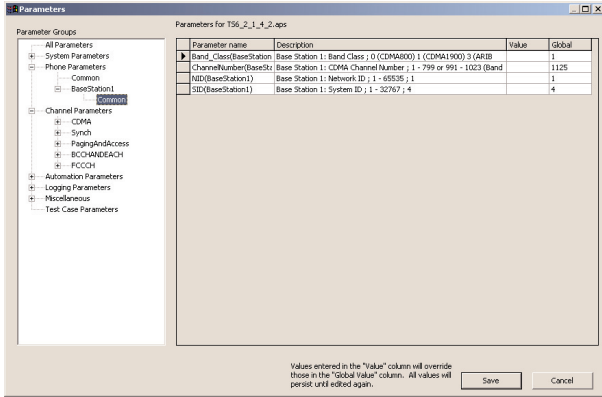 Parameters
Parameter Groups
All Parameters
System Parameters
Phone Parameters
Common
BaseStation1
Common
Channel Parameters
CDMA
Synch
PagingAndAccess
BCCHANDEACH
FCCCH
Automation Parameters
Logging Parameters
Miscellaneous
Test Case Parameters
Parameters for TS6_2_1_4_2.aps
Parameter name Description Value Global
Band_Class(BaseStation Base Station 1: Band Class ; 0 (CDMA800) 1 (CDMA1900) 3 (ARIB 1
ChannelNumber(BaseSta Base Station 1: CDMA Channel Number ; 1 - 799 or 991 - 1023 (Band 1125
NID(BaseStation1) Base Station 1: Network ID ; 1 - 65535 ; 1 1
SID(BaseStation1) Base Station 1: System ID ; 1 - 32767 ; 4 4
Values entered in the "Value" column will override
those in the "Global Value" column. All values will
persist until edited again.
Save Cancel